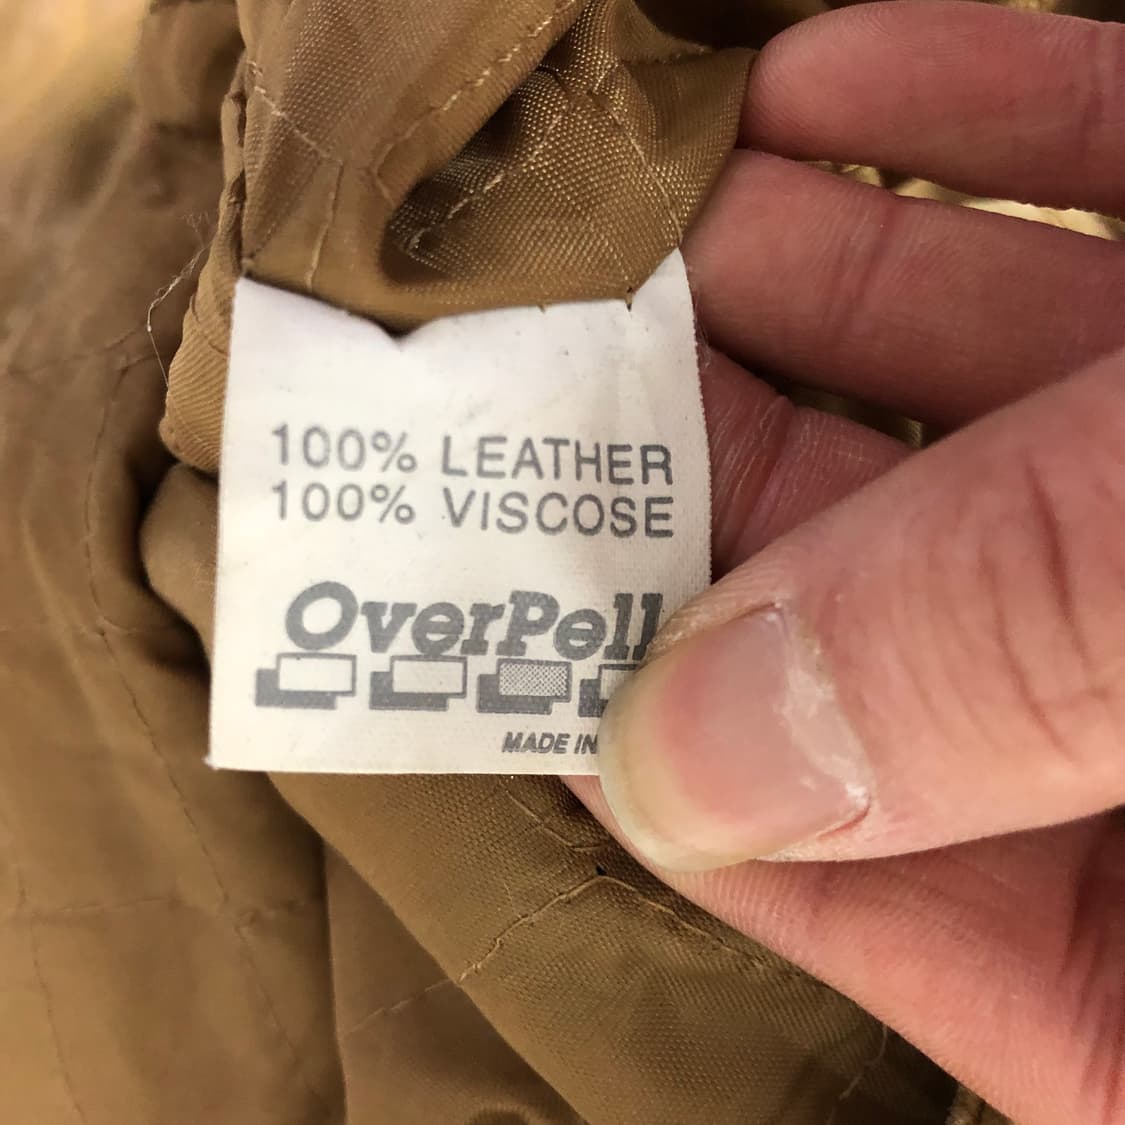 100% LEATHER
100% VISCOSE
OverPell
MADE IN